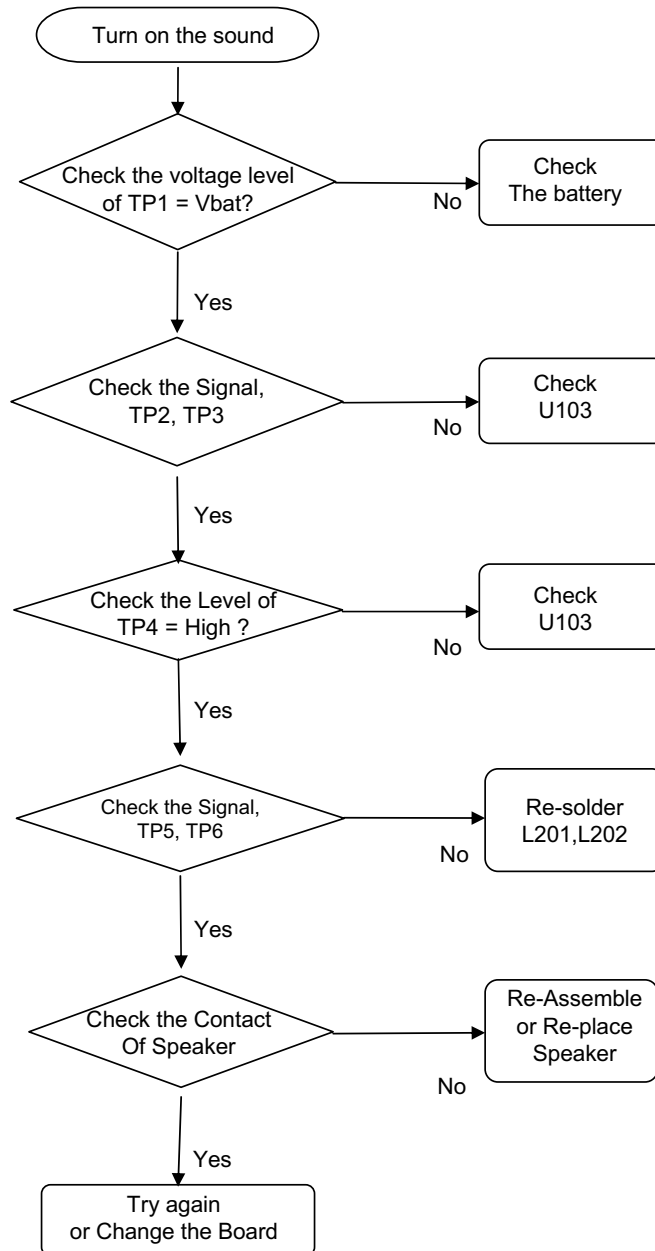 Turn on the sound
Check the voltage level
of TP1 = Vbat?
No
Check
The battery
Yes
Check the Signal,
TP2, TP3
No
Check
U103
Yes
Check the Level of
TP4 = High ?
No
Check
U103
Yes
Check the Signal,
TP5, TP6
No
Re-solder
L201,L202
Yes
Check the Contact
Of Speaker
No
Re-Assemble
or Re-place
Speaker
Yes
Try again
or Change the Board